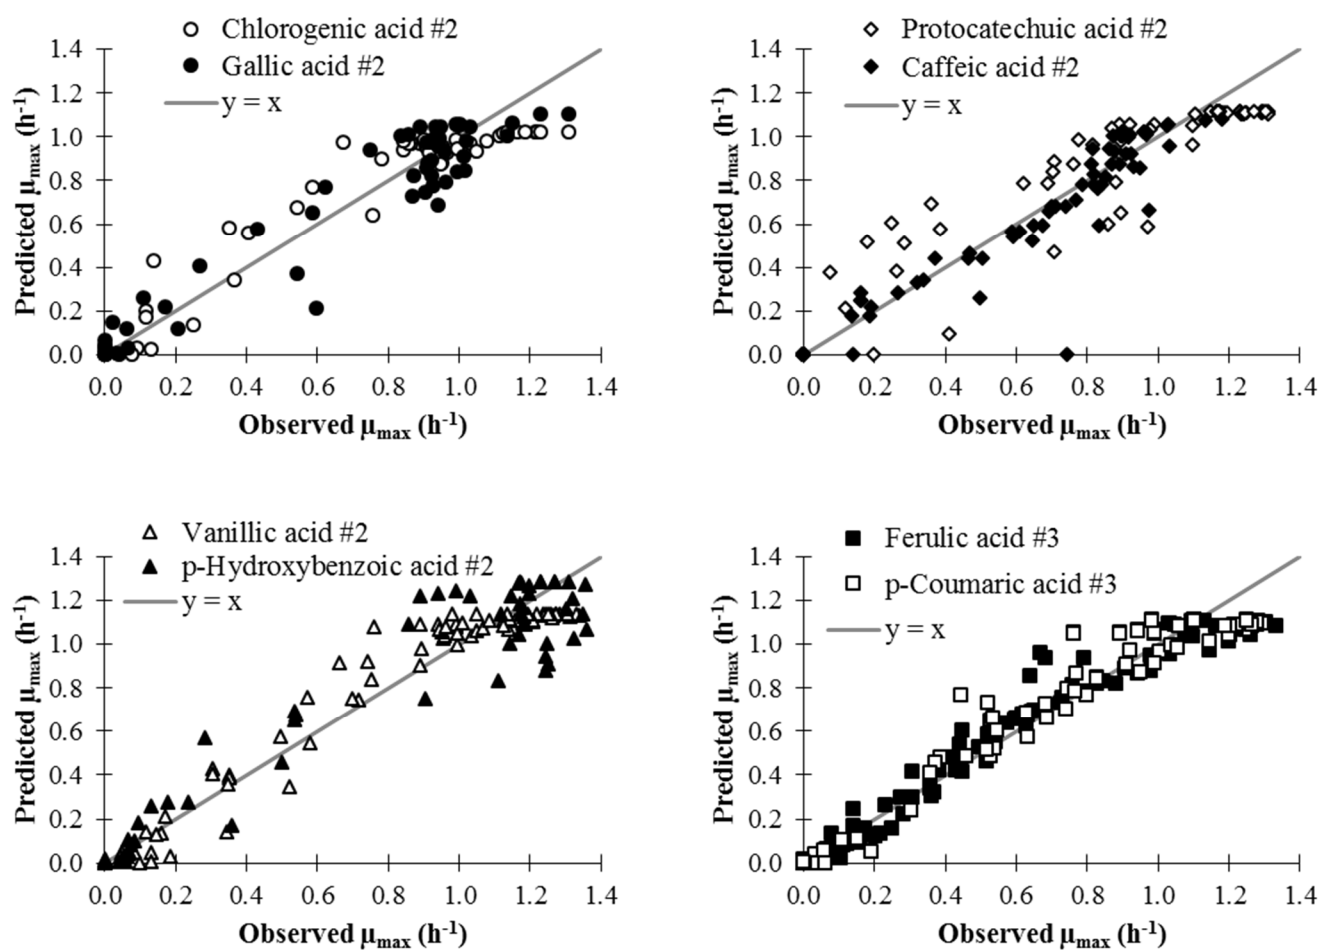 Chlorogenic acid #2
Gallic acid #2
y = x
1.4
1.2
1.0
0.8
0.6
0.4
0.2
0.0
Predicted μmax (h-1)
0.0 0.2 0.4 0.6 0.8 1.0 1.2 1.4
Observed μmax (h-1)
Protocatechuic acid #2
Caffeic acid #2
y = x
1.4
1.2
1.0
0.8
0.6
0.4
0.2
0.0
Predicted μmax (h-1)
0.0 0.2 0.4 0.6 0.8 1.0 1.2 1.4
Observed μmax (h-1)
Vanillic acid #2
p-Hydroxybenzoic acid #2
y = x
1.4
1.2
1.0
0.8
0.6
0.4
0.2
0.0
Predicted μmax (h-1)
0.0 0.2 0.4 0.6 0.8 1.0 1.2 1.4
Observed μmax (h-1)
Ferulic acid #3
p-Coumaric acid #3
y = x
1.4
1.2
1.0
0.8
0.6
0.4
0.2
0.0
Predicted μmax (h-1)
0.0 0.2 0.4 0.6 0.8 1.0 1.2 1.4
Observed μmax (h-1)